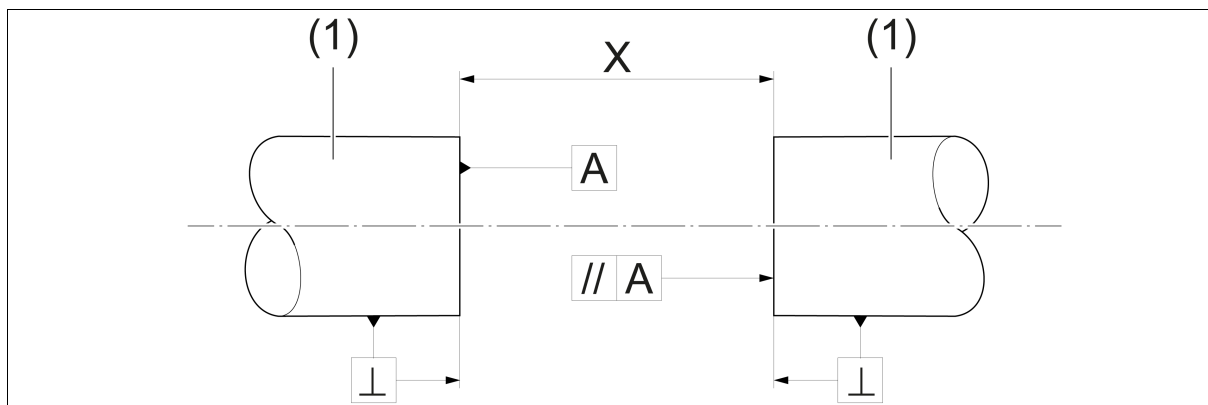 (1) X (1)
A
// A
⊥ ⊥